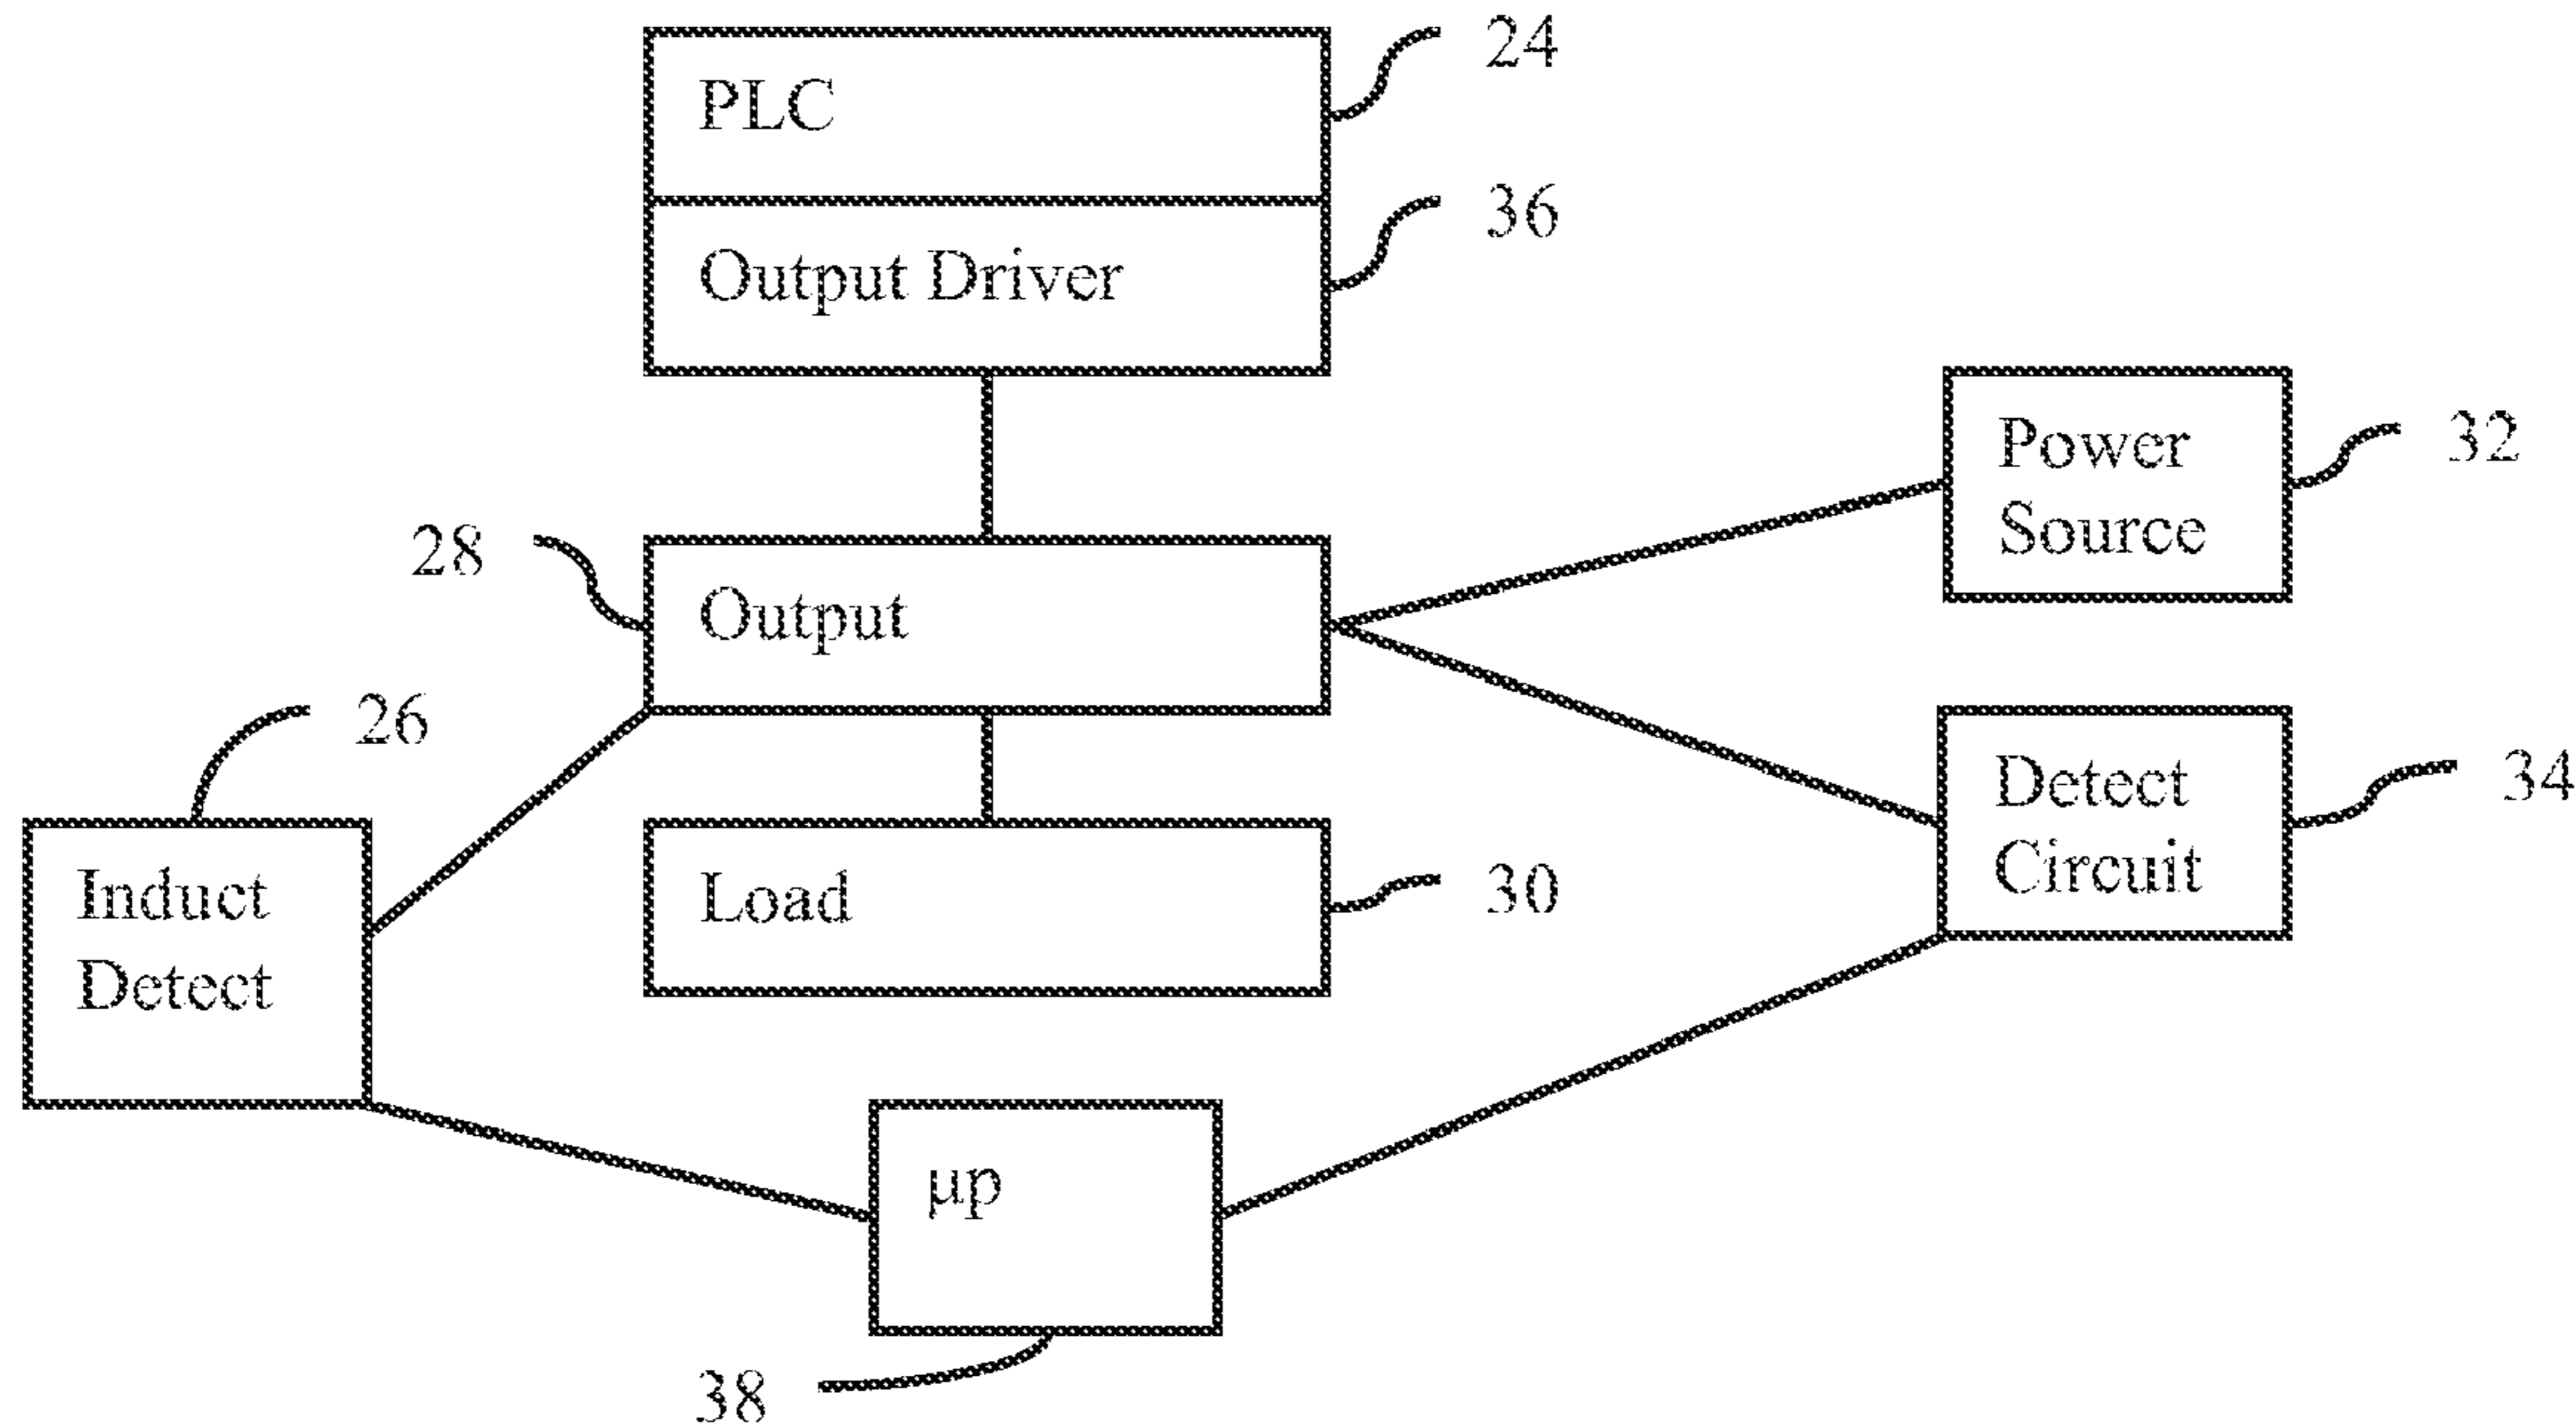 PLC
24
Output Driver
36
Power
Source
32
28
Output
26
Detect
Circuit
34
Induct
Detect
Load
30
µp
38